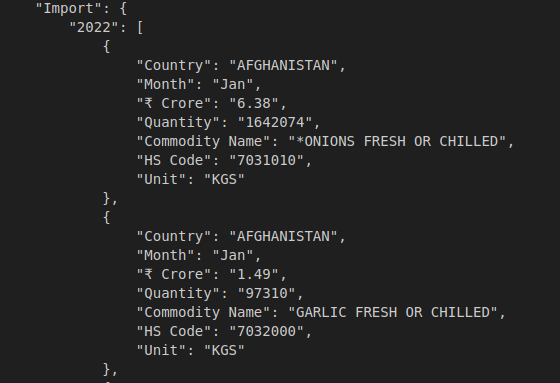 "Import": {
"2022": [
{
"Country": "AFGHANISTAN",
"Month": "Jan",
"₹ Crore": "6.38",
"Quantity": "1642074",
"Commodity Name": "*ONIONS FRESH OR CHILLED",
"HS Code": "7031010",
"Unit": "KGS"
},
{
"Country": "AFGHANISTAN",
"Month": "Jan",
"₹ Crore": "1.49",
"Quantity": "97310",
"Commodity Name": "GARLIC FRESH OR CHILLED",
"HS Code": "7032000",
"Unit": "KGS"
},